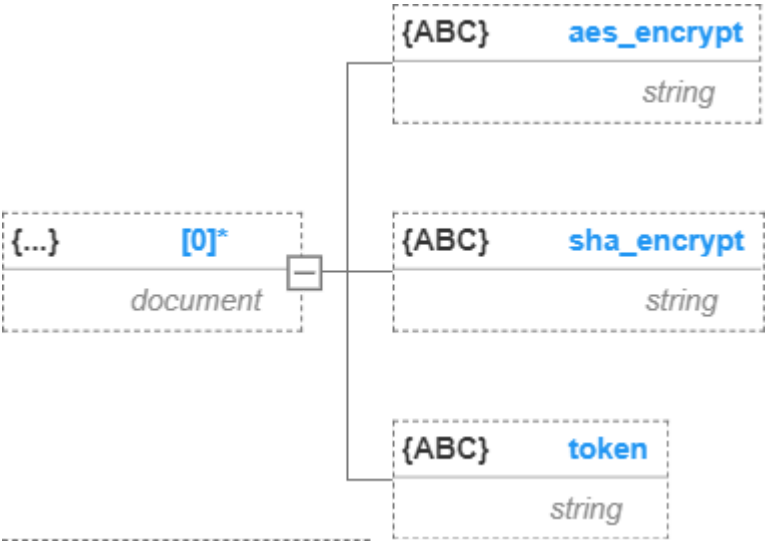 {ABC} aes_encrypt
string
{...} [0]*
document
{ABC} sha_encrypt
string
{ABC} token
string